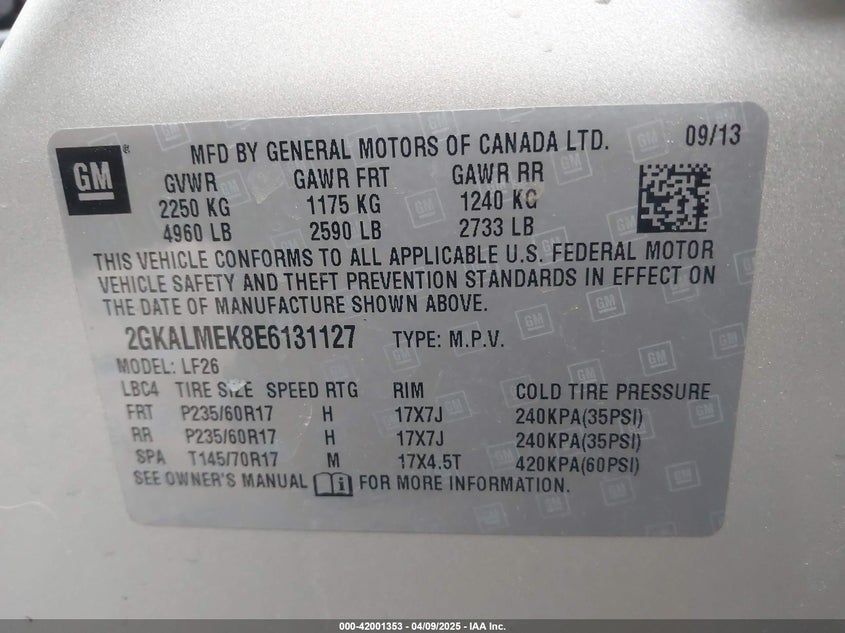 GM
MFD BY GENERAL MOTORS OF CANADA LTD. 09/13
GVWR GAWR FRT GAWR RR
2250 KG 1175 KG 1240 KG
4960 LB 2590 LB 2733 LB
THIS VEHICLE CONFORMS TO ALL APPLICABLE U.S. FEDERAL MOTOR
VEHICLE SAFETY AND THEFT PREVENTION STANDARDS IN EFFECT ON
THE DATE OF MANUFACTURE SHOWN ABOVE.
2GKALMEK8E6131127 TYPE: M.P.V.
MODEL: LF26
LBC4 TIRE SIZE SPEED RTG RIM COLD TIRE PRESSURE
FRT P235/60R17 H 17X7J 240KPA(35PSI)
RR P235/60R17 H 17X7J 240KPA(35PSI)
SPA T145/70R17 M 17X4.5T 420KPA(60PSI)
SEE OWNER'S MANUAL i FOR MORE INFORMATION.
000-42001353 | 04/09/2025 - IAA Inc.